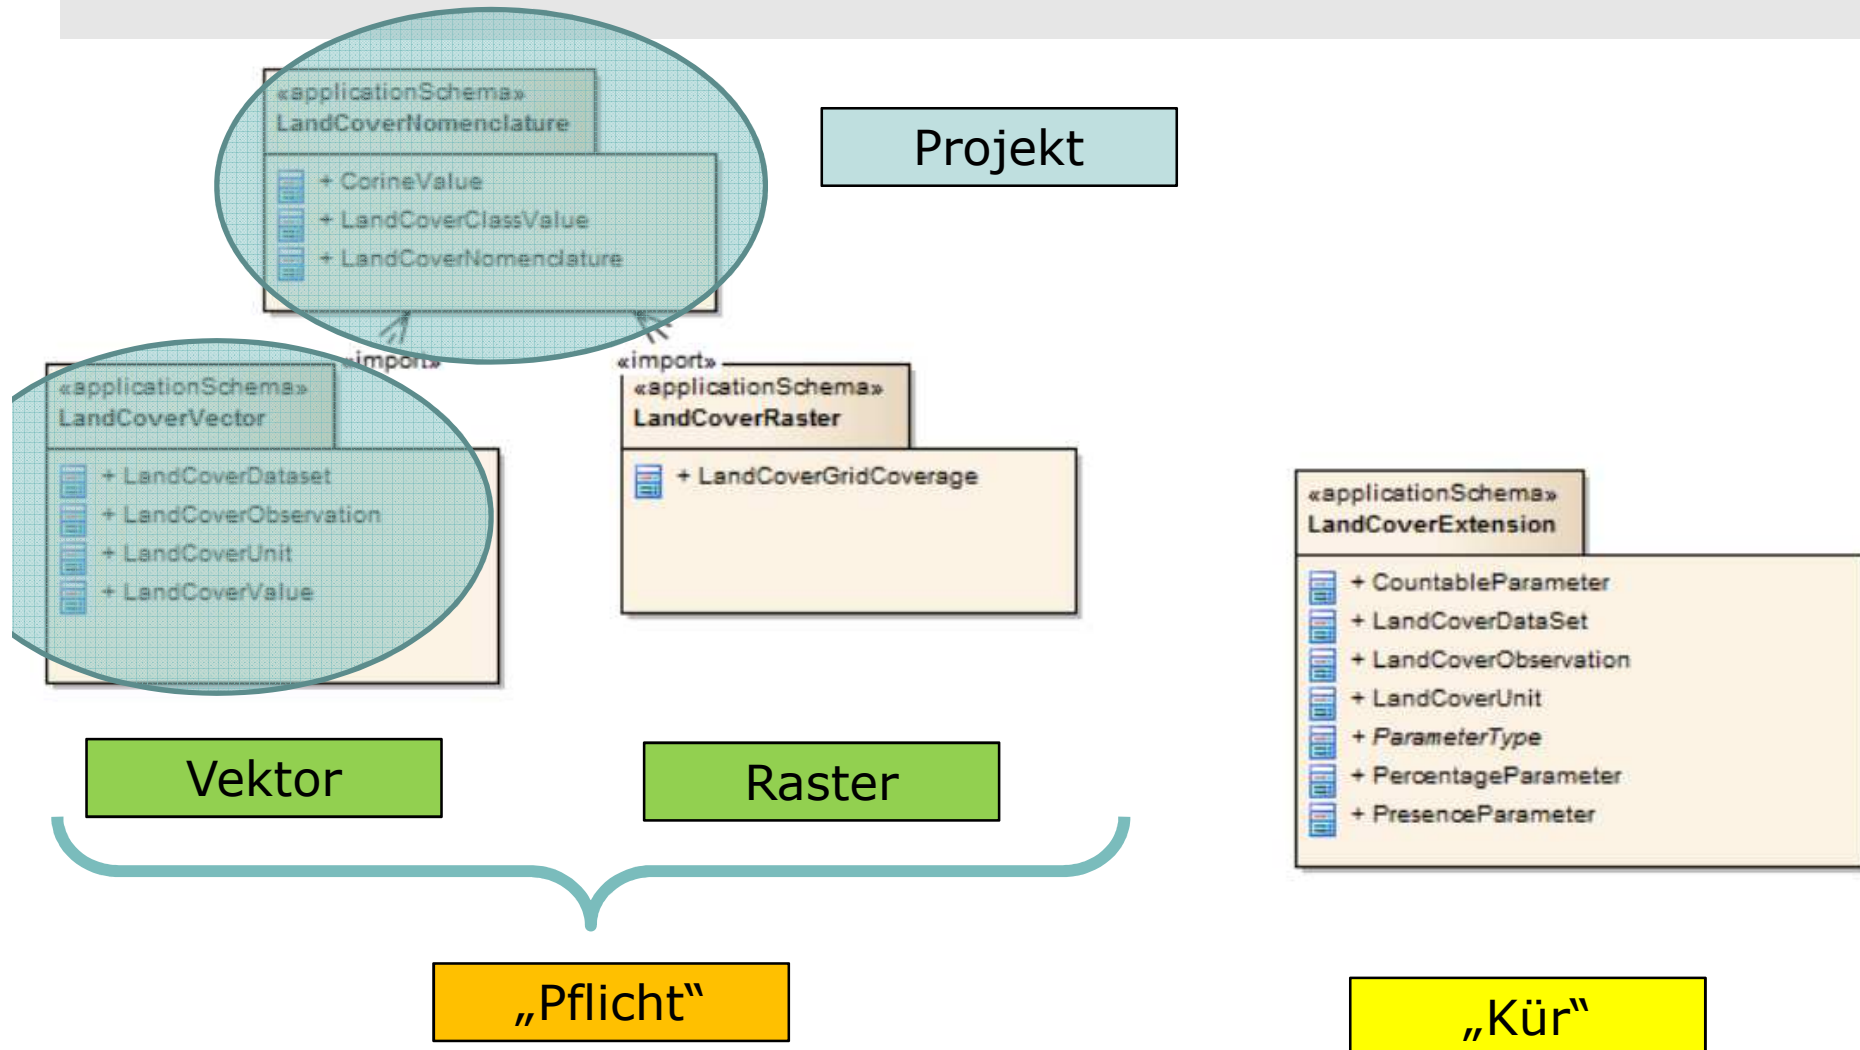 «applicationSchema»
LandCoverNomenclature
+ CorineValue
+ LandCoverClassValue
+ LandCoverNomenclature
Projekt
«import»
«import»
«applicationSchema»
LandCoverVector
+ LandCoverDataset
+ LandCoverObservation
+ LandCoverUnit
+ LandCoverValue
«applicationSchema»
LandCoverRaster
+ LandCoverGridCoverage
«applicationSchema»
LandCoverExtension
+ CountableParameter
+ LandCoverDataSet
+ LandCoverObservation
+ LandCoverUnit
+ ParameterType
+ PercentageParameter
+ PresenceParameter
Vektor
Raster
„Pflicht“
„Kür“